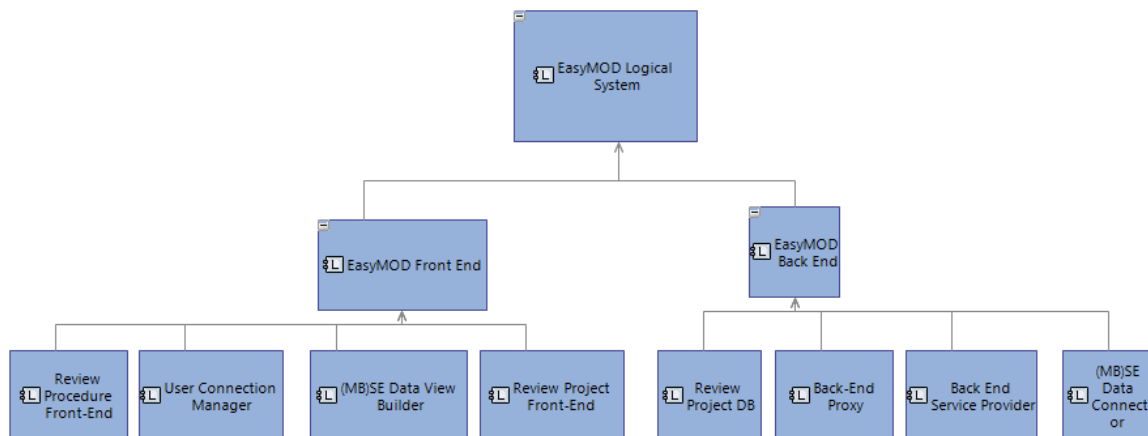 EasyMOD Logical
System
EasyMOD Front End
EasyMOD
Back End
Review
Procedure
Front-End
User Connection
Manager
(MB)SE Data View
Builder
Review Project
Front-End
Review
Project DB
Back-End
Proxy
Back End
Service Provider
(MB)SE
Data
Connect
or